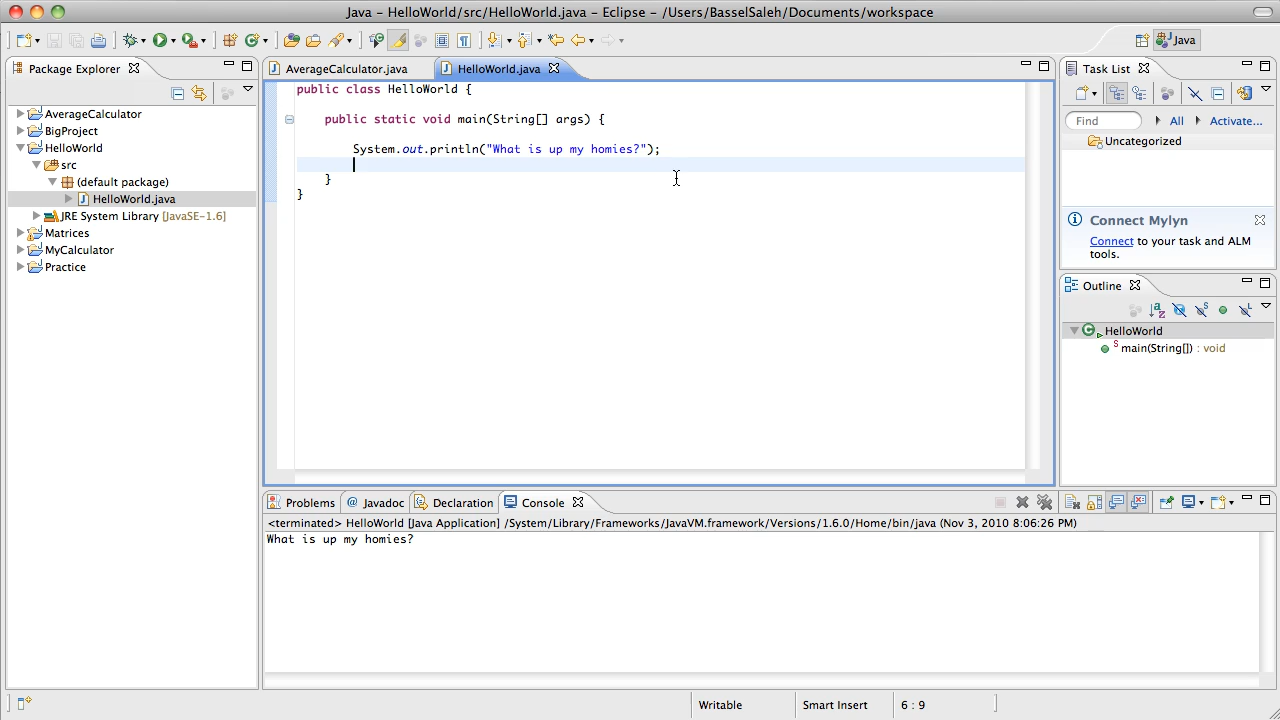 Java – HelloWorld/src/HelloWorld.java – Eclipse – /Users/BasselSaleh/Documents/workspace
Java
Package Explorer
AverageCalculator
BigProject
HelloWorld
src
(default package)
HelloWorld.java
JRE System Library [JavaSE-1.6]
Matrices
MyCalculator
Practice
AverageCalculator.java
HelloWorld.java
public class HelloWorld {
public static void main(String[] args) {
System.out.println("What is up my homies?");
}
}
Task List
Find
All
Activate...
Uncategorized
Connect Mylyn
Connect to your task and ALM
tools.
Outline
HelloWorld
main(String[]) : void
Problems
Javadoc
Declaration
Console
<terminated> HelloWorld [Java Application] /System/Library/Frameworks/JavaVM.framework/Versions/1.6.0/Home/bin/java (Nov 3, 2010 8:06:26 PM)
What is up my homies?
Writable
Smart Insert
6 : 9